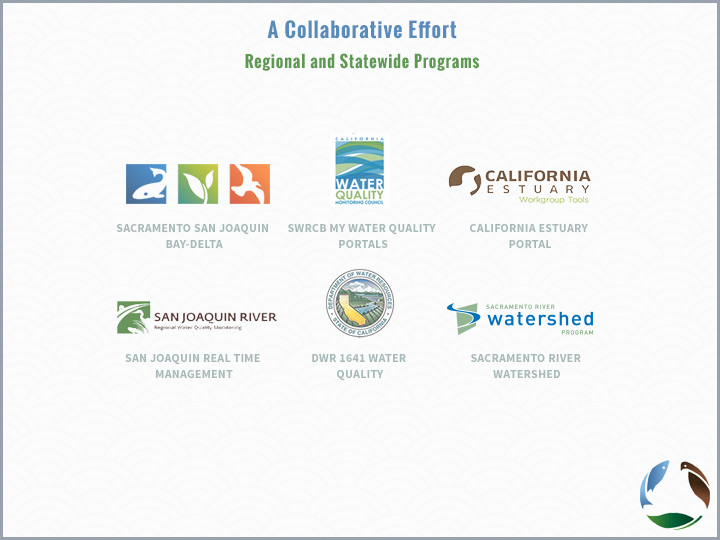 A Collaborative Effort
Regional and Statewide Programs
CALIFORNIA
WATER
QUALITY
MONITORING COUNCIL
CALIFORNIA
ESTUARY
Workgroup Tools
SACRAMENTO SAN JOAQUIN
BAY-DELTA
SWRCB MY WATER QUALITY
PORTALS
CALIFORNIA ESTUARY
PORTAL
SAN JOAQUIN RIVER
Regional Water Quality Monitoring
DEPARTMENT OF WATER RESOURCES
STATE OF CALIFORNIA
SACRAMENTO RIVER
watershed
PROGRAM
SAN JOAQUIN REAL TIME
MANAGEMENT
DWR 1641 WATER
QUALITY
SACRAMENTO RIVER
WATERSHED